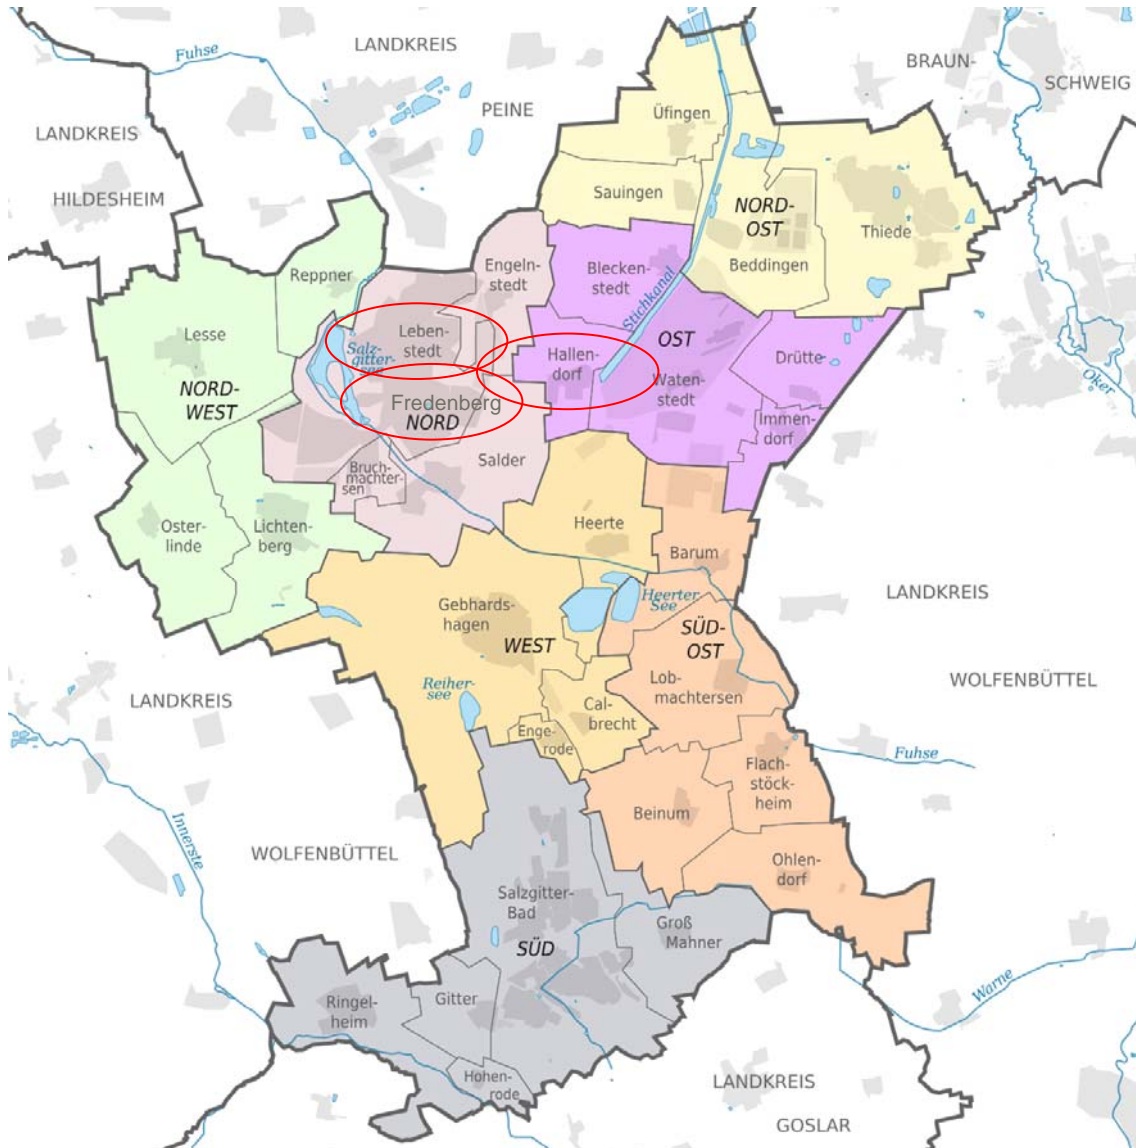 LANDKREIS
Fuhse
PEINE
BRAUN-
SCHWEIG
LANDKREIS
HILDESHEIM
Üfingen
Sauingen
NORD-
OST
Thiede
Beddingen
Reppner
Engeln-
stedt
Blecken-
stedt
Stichkanal
Lesse
Leben-
stedt
Salz-
gitter-
see
NORD-
WEST
Hallen-
dorf
OST
Waten-
stedt
Drütte
Immen-
dorf
Oker
Fredenberg
NORD
Salder
Bruch-
machter-
sen
Oster-
linde
Lichten-
berg
Heerte
Barum
LANDKREIS
WOLFENBÜTTEL
Gebhards-
hagen
WEST
Heerter
See
SÜD-
OST
Lob-
machtersen
LANDKREIS
WOLFENBÜTTEL
Reiher-
see
Cal-
brecht
Enge-
rode
Fuhse
Flach-
stöck-
heim
Beinum
Innerste
Ohlen-
dorf
Salzgitter-
Bad
SÜD
Groß
Mahner
Warne
Ringel-
heim
Gitter
Hohen-
rode
LANDKREIS
GOSLAR